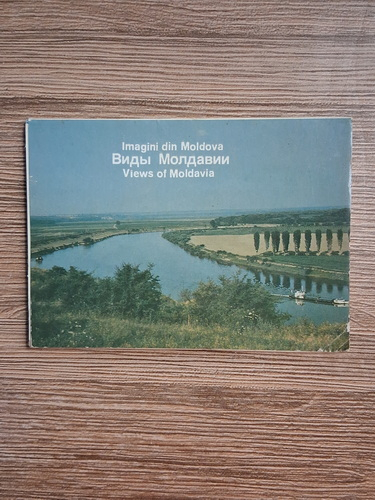 Imagini din Moldova
Виды Молдавии
Views of Moldavia